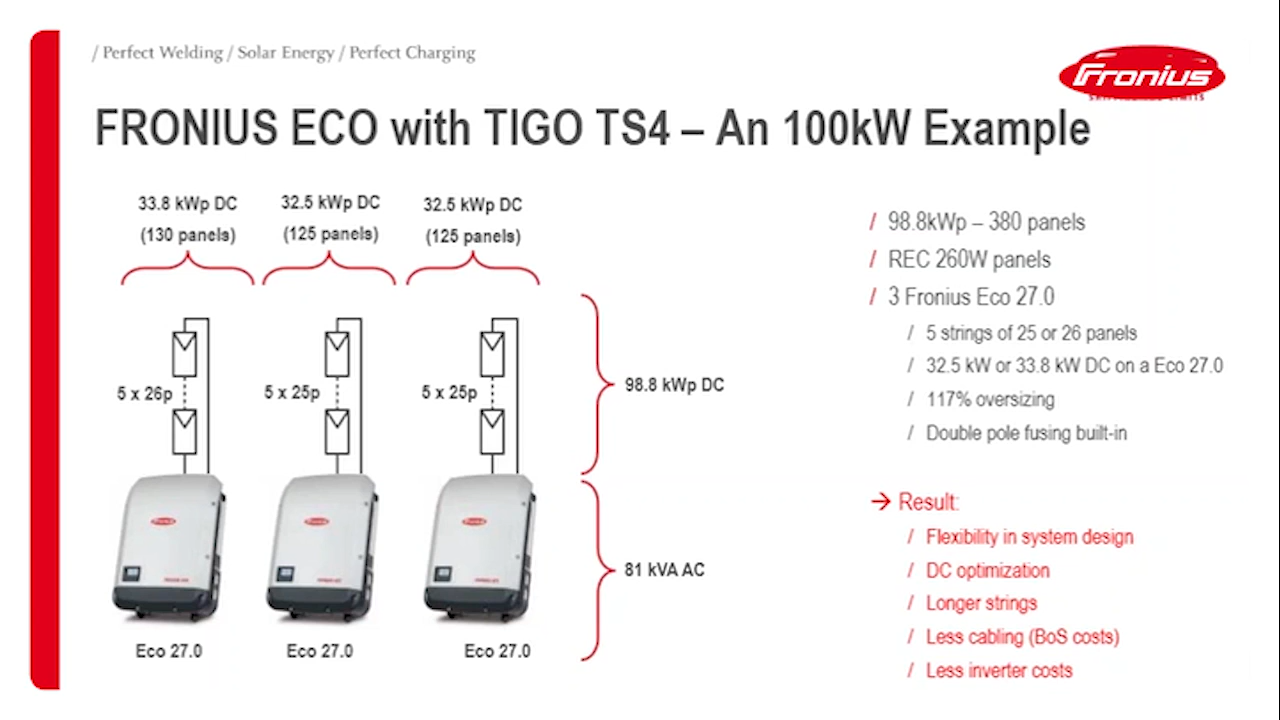 / Perfect Welding / Solar Energy / Perfect Charging
Fronius
FRONIUS ECO with TIGO TS4 – An 100kW Example
33.8 kWp DC
(130 panels)
32.5 kWp DC
(125 panels)
32.5 kWp DC
(125 panels)
5 x 26p
5 x 25p
5 x 25p
98.8 kWp DC
81 kVA AC
Eco 27.0
Eco 27.0
Eco 27.0
/ 98.8kWp – 380 panels
/ REC 260W panels
/ 3 Fronius Eco 27.0
/ 5 strings of 25 or 26 panels
/ 32.5 kW or 33.8 kW DC on a Eco 27.0
/ 117% oversizing
/ Double pole fusing built-in
→ Result:
/ Flexibility in system design
/ DC optimization
/ Longer strings
/ Less cabling (BoS costs)
/ Less inverter costs